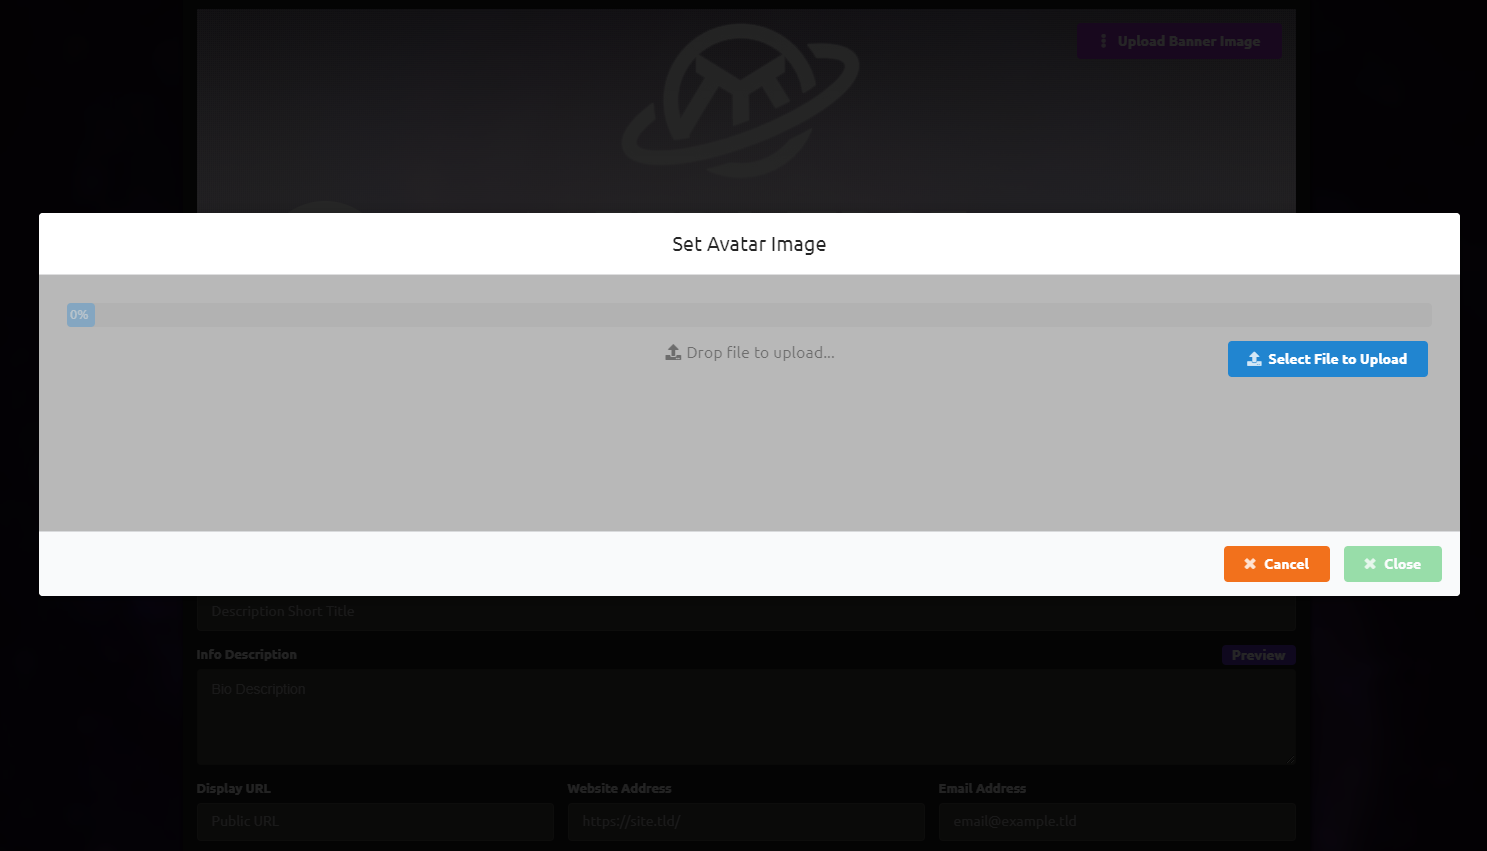 Upload Banner Image
Set Avatar Image
0%
Drop file to upload...
Select File to Upload
Cancel
Close
Description Short Title
Info Description
Preview
Bio Description
Display URL
Website Address
Email Address
Public URL
https://site.tld/
email@example.tld